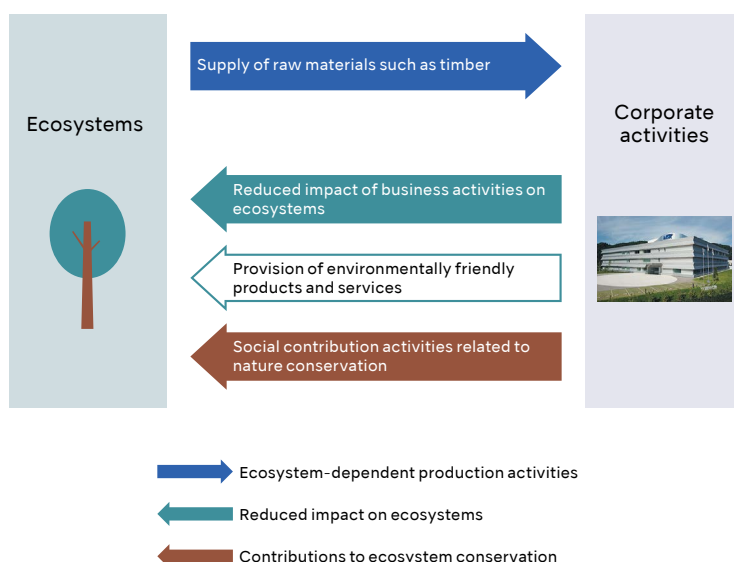 Supply of raw materials such as timber
Ecosystems
Corporate
activities
Reduced impact of business activities on
ecosystems
Provision of environmentally friendly
products and services
Social contribution activities related to
nature conservation
Ecosystem-dependent production activities
Reduced impact on ecosystems
Contributions to ecosystem conservation